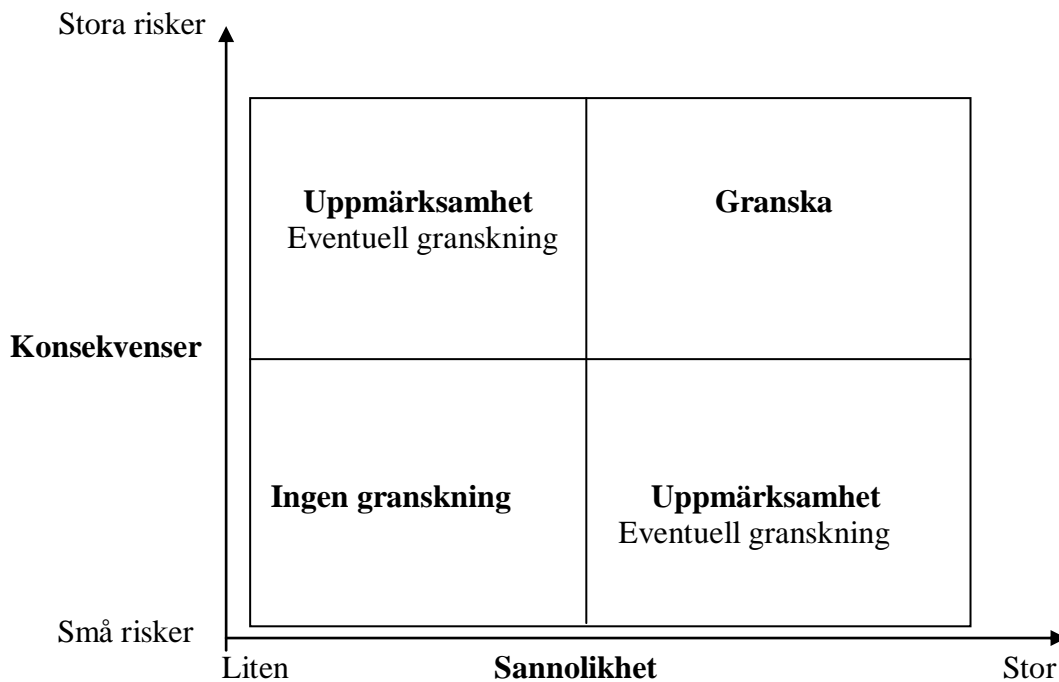 Stora risker
Uppmärksamhet
Eventuell granskning
Granska
Konsekvenser
Ingen granskning
Uppmärksamhet
Eventuell granskning
Små risker
Liten
Sannolikhet
Stor